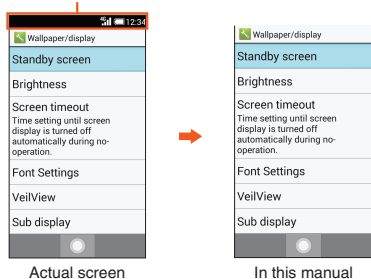 4G 12:34
Wallpaper/display
Standby screen
Brightness
Screen timeout
Time setting until screen
display is turned off
automatically during no-
operation.
Font Settings
VeilView
Sub display
Actual screen
Wallpaper/display
Standby screen
Brightness
Screen timeout
Time setting until screen
display is turned off
automatically during no-
operation.
Font Settings
VeilView
Sub display
In this manual